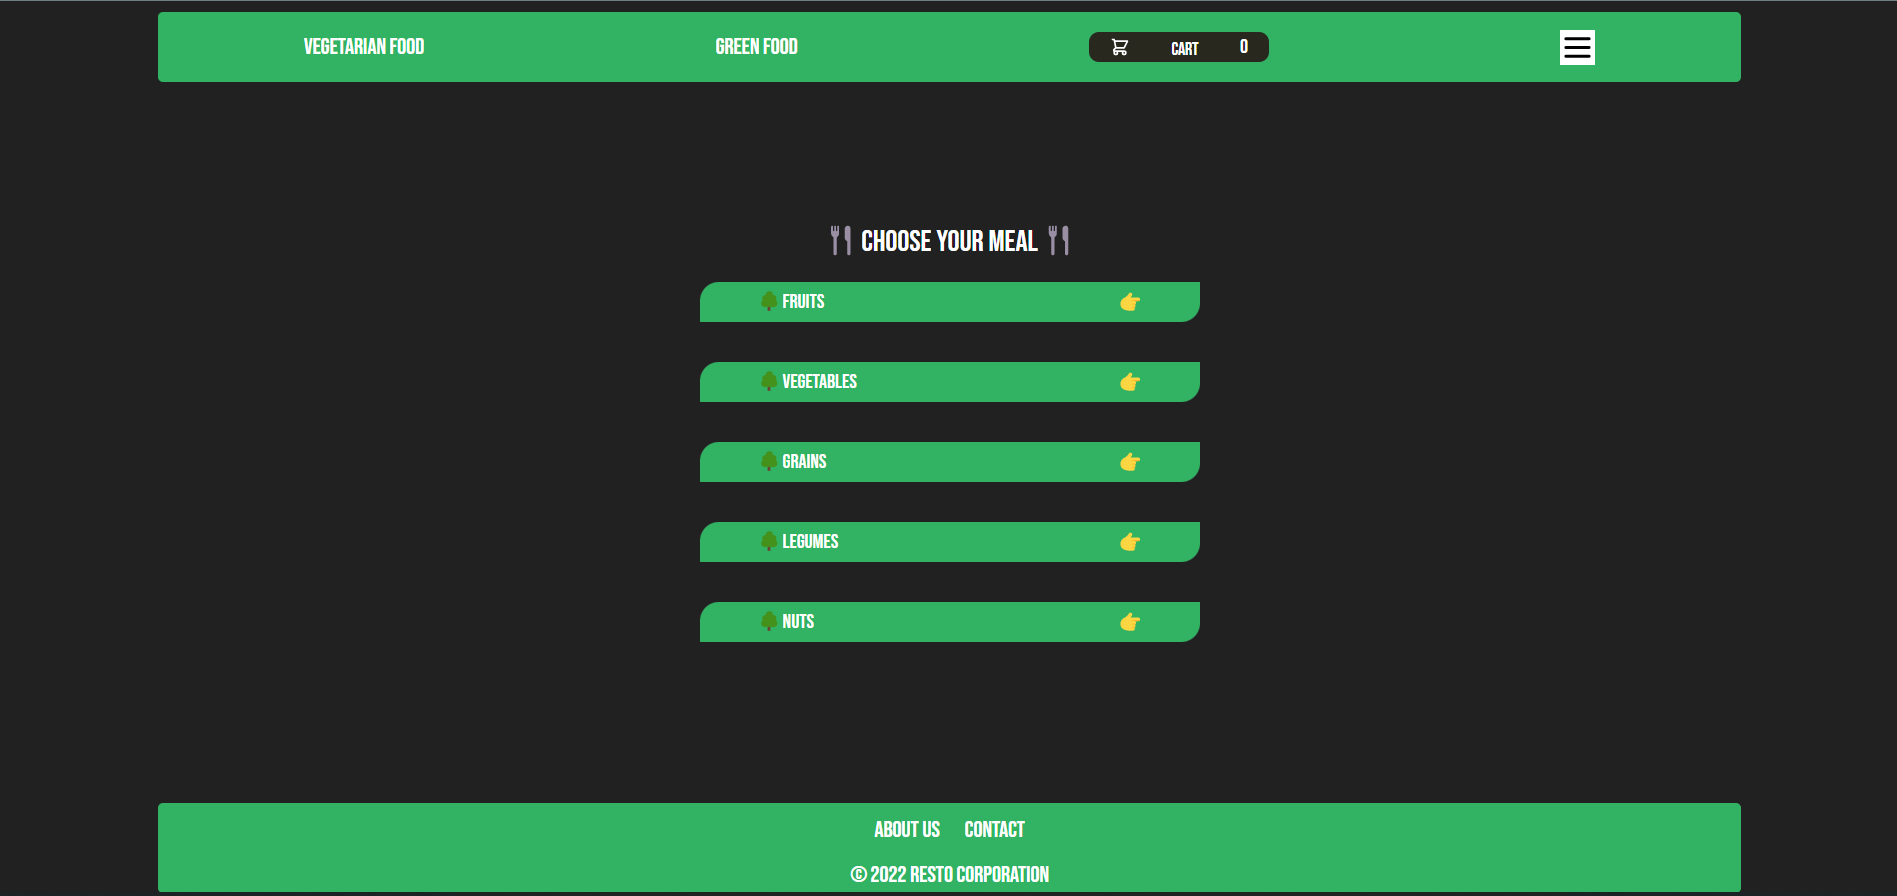 VEGETARIAN FOOD
GREEN FOOD
CART 0
CHOOSE YOUR MEAL
FRUITS
VEGETABLES
GRAINS
LEGUMES
NUTS
ABOUT US CONTACT
© 2022 RESTO CORPORATION